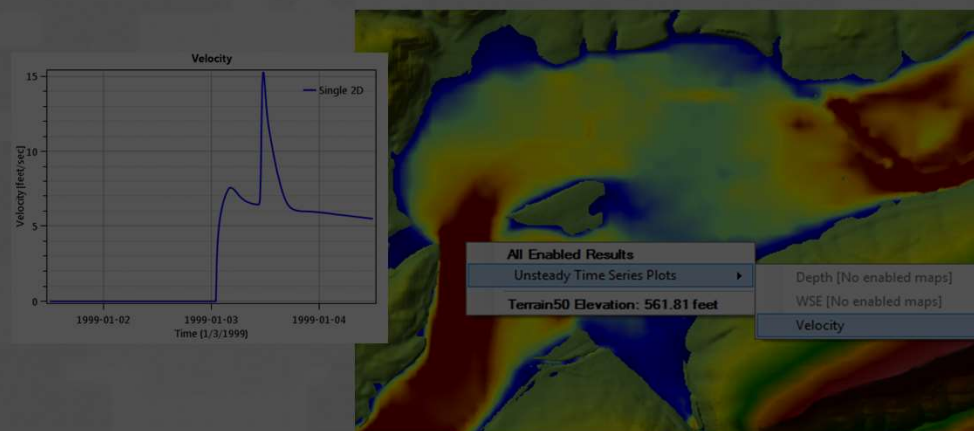 Velocity
15
10
5
0
Velocity [feet/sec]
Single 2D
1999-01-02
1999-01-03
1999-01-04
Time (1/3/1999)
All Enabled Results
Unsteady Time Series Plots
Terrain50 Elevation: 561.81 feet
Depth [No enabled maps]
WSE [No enabled maps]
Velocity